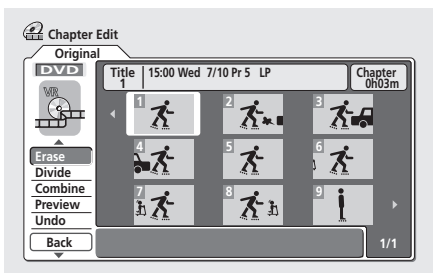 Chapter Edit
Original
DVD
VR
Title 1 15:00 Wed 7/10 Pr 5 LP
Chapter 0h03m
1 2 3
4 5 6
7 8 9
Erase
Divide
Combine
Preview
Undo
Back
1/1